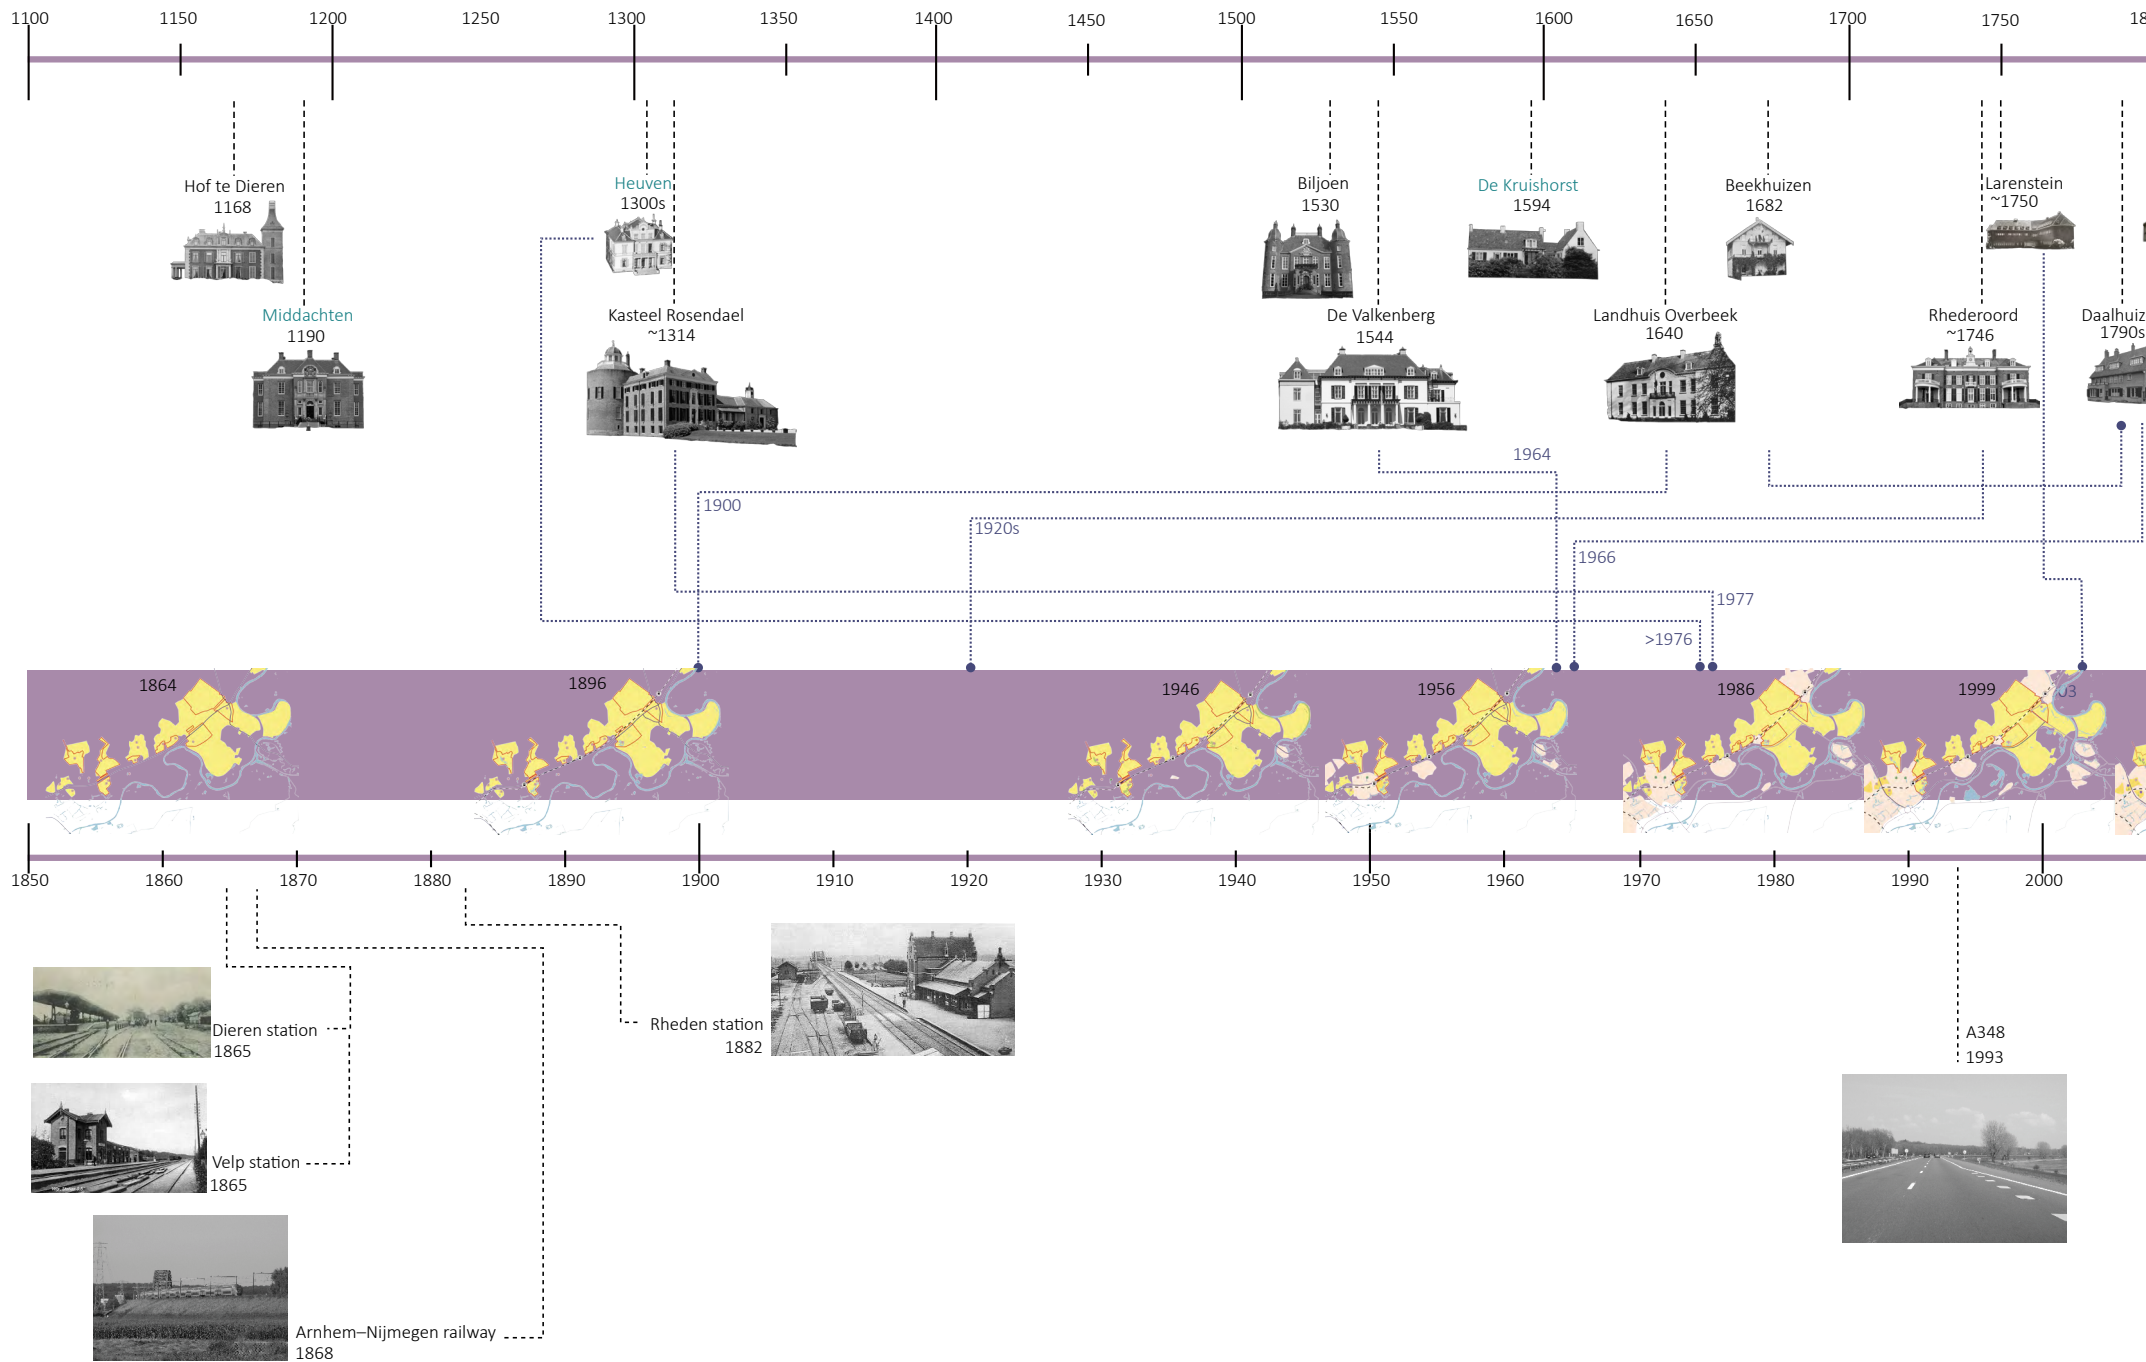 1100 1150 1200 1250 1300 1350 1400 1450 1500 1550 1600 1650 1700 1750 18
Hof te Dieren
1168
Heuven
1300s
Biljoen
1530
De Kruishorst
1594
Beekhuizen
1682
Larenstein
~1750
Middachten
1190
Kasteel Rosendael
~1314
De Valkenberg
1544
Landhuis Overbeek
1640
Rhederoord
~1746
Daalhuiz
1790s
1964
1900
1920s
1966
1977
>1976
1864
1896
1946
1956
1986
1999
03
1850 1860 1870 1880 1890 1900 1910 1920 1930 1940 1950 1960 1970 1980 1990 2000
Dieren station
1865
Rheden station
1882
A348
1993
Velp station
1865
Arnhem–Nijmegen railway
1868